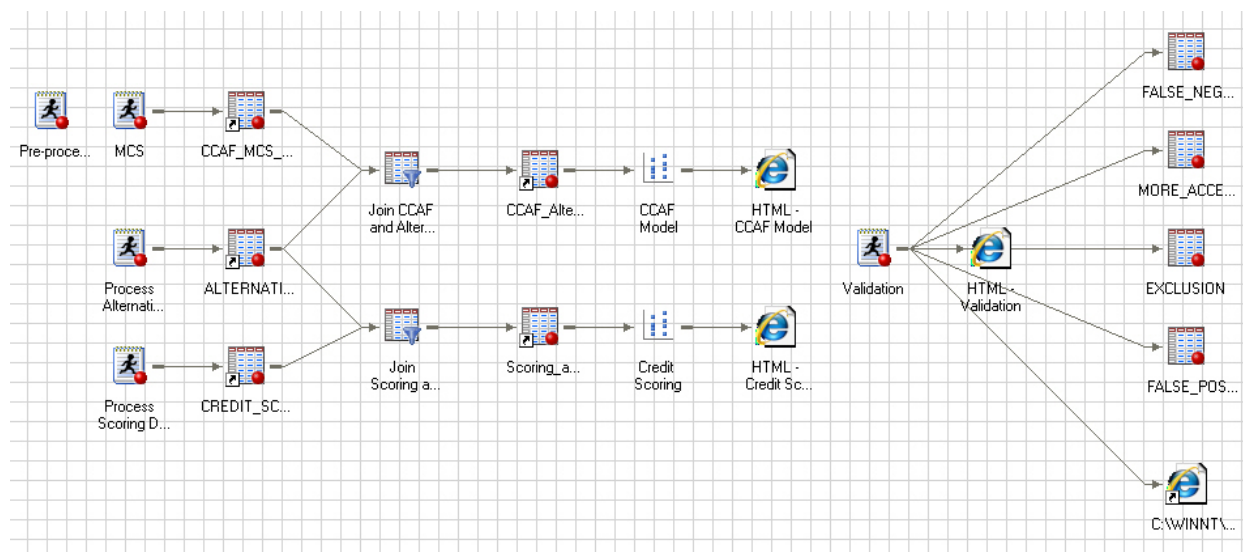 Pre-proce...
MCS
CCAF_MCS_...
Join CCAF
and Alter...
CCAF_Alte...
CCAF
Model
HTML -
CCAF Model
Process
Alternati...
ALTERNATI...
Process
Scoring D...
CREDIT_SC...
Join
Scoring a...
Scoring_a...
Credit
Scoring
HTML -
Credit Sc...
Validation
HTML -
Validation
FALSE_NEG...
MORE_ACCE...
EXCLUSION
FALSE_POS...
C:\WINNT\...